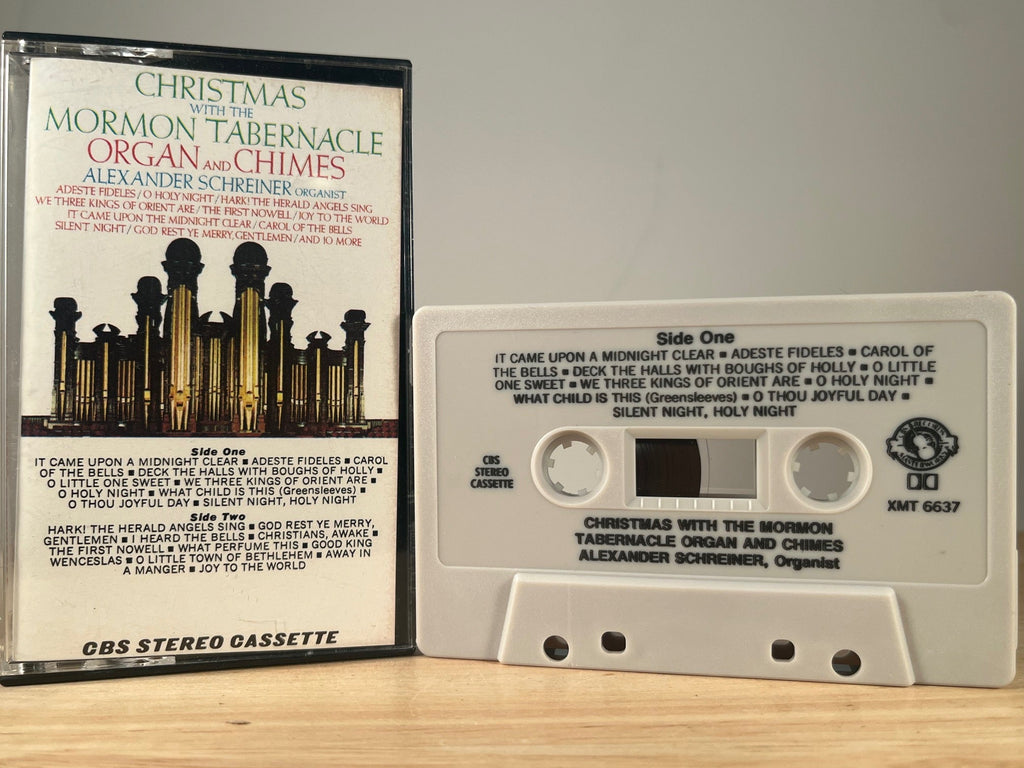 CHRISTMAS
WITH THE
MORMON TABERNACLE
ORGAN AND CHIMES
ALEXANDER SCHREINER ORGANIST
ADESTE FIDELES / O HOLY NIGHT / HARK! THE HERALD ANGELS SING
WE THREE KINGS OF ORIENT ARE / THE FIRST NOWELL / JOY TO THE WORLD
IT CAME UPON THE MIDNIGHT CLEAR / CAROL OF THE BELLS
SILENT NIGHT / GOD REST YE MERRY, GENTLEMEN / AND 10 MORE
Side One
IT CAME UPON A MIDNIGHT CLEAR ■ ADESTE FIDELES ■ CAROL
OF THE BELLS ■ DECK THE HALLS WITH BOUGHS OF HOLLY ■
O LITTLE ONE SWEET ■ WE THREE KINGS OF ORIENT ARE ■
O HOLY NIGHT ■ WHAT CHILD IS THIS (Greensleeves) ■
O THOU JOYFUL DAY ■ SILENT NIGHT, HOLY NIGHT
Side Two
HARK! THE HERALD ANGELS SING ■ GOD REST YE MERRY,
GENTLEMEN ■ I HEARD THE BELLS ■ CHRISTIANS, AWAKE ■
THE FIRST NOWELL ■ WHAT PERFUME THIS ■ GOOD KING
WENCESLAS ■ O LITTLE TOWN OF BETHLEHEM ■ AWAY IN
A MANGER ■ JOY TO THE WORLD
CBS STEREO CASSETTE
Side One
IT CAME UPON A MIDNIGHT CLEAR ■ ADESTE FIDELES ■ CAROL OF
THE BELLS ■ DECK THE HALLS WITH BOUGHS OF HOLLY ■ O LITTLE
ONE SWEET ■ WE THREE KINGS OF ORIENT ARE ■ O HOLY NIGHT ■
WHAT CHILD IS THIS (Greensleeves) ■ O THOU JOYFUL DAY ■
SILENT NIGHT, HOLY NIGHT
CBS
STEREO
CASSETTE
XMT 6637
CHRISTMAS WITH THE MORMON
TABERNACLE ORGAN AND CHIMES
ALEXANDER SCHREINER, Organist